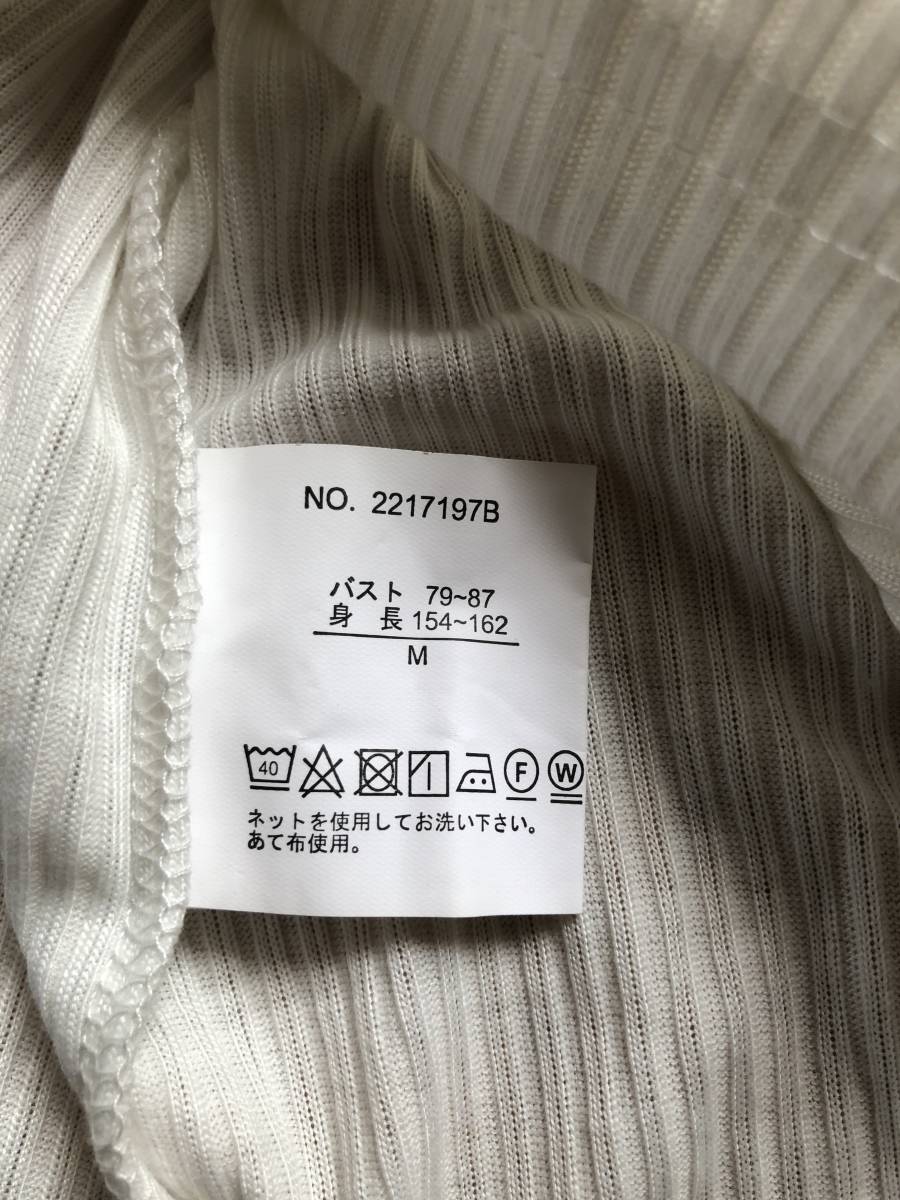 NO. 2217197B
バスト 79~87
身 長 154~162
M
40
F
W
ネットを使用してお洗い下さい。
あて布使用。